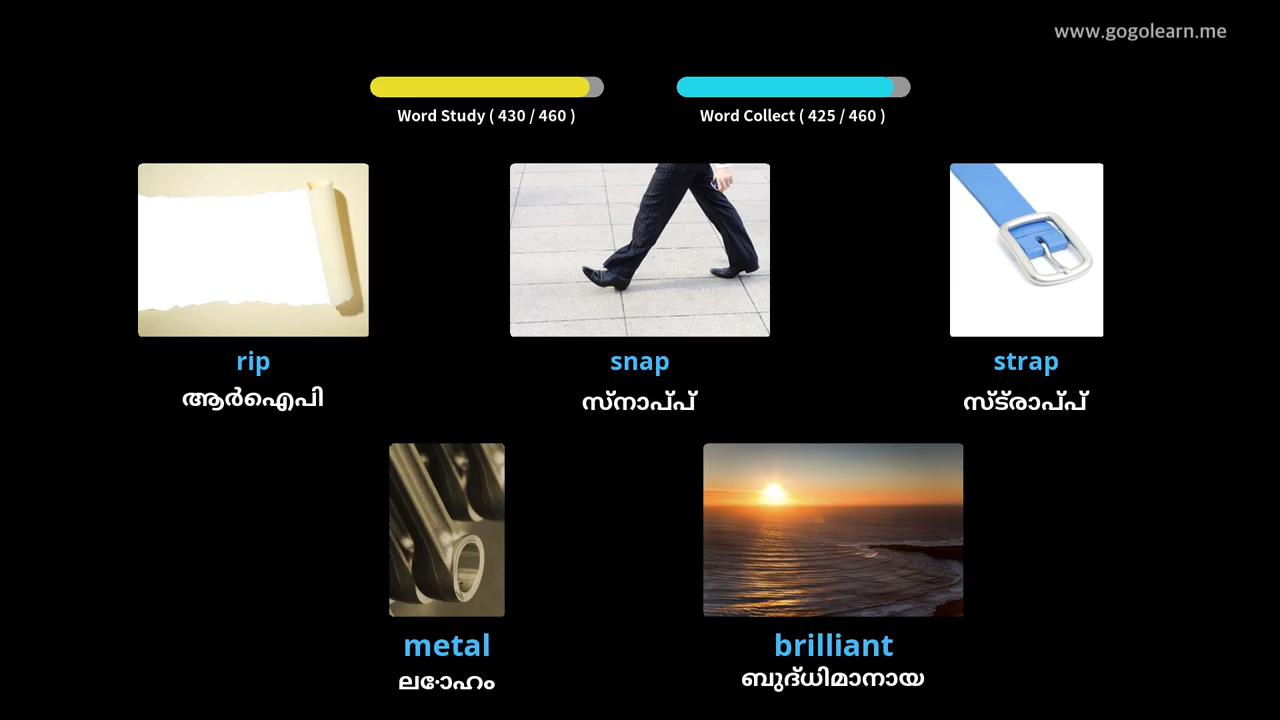 www.gogolearn.me
Word Study ( 430 / 460 )
Word Collect ( 425 / 460 )
rip
snap
strap
ആർഐപി
സ്നാപ്പ്
സ്ട്രാപ്പ്
metal
brilliant
ലോഹം
ബുദ്ധിമാനായ